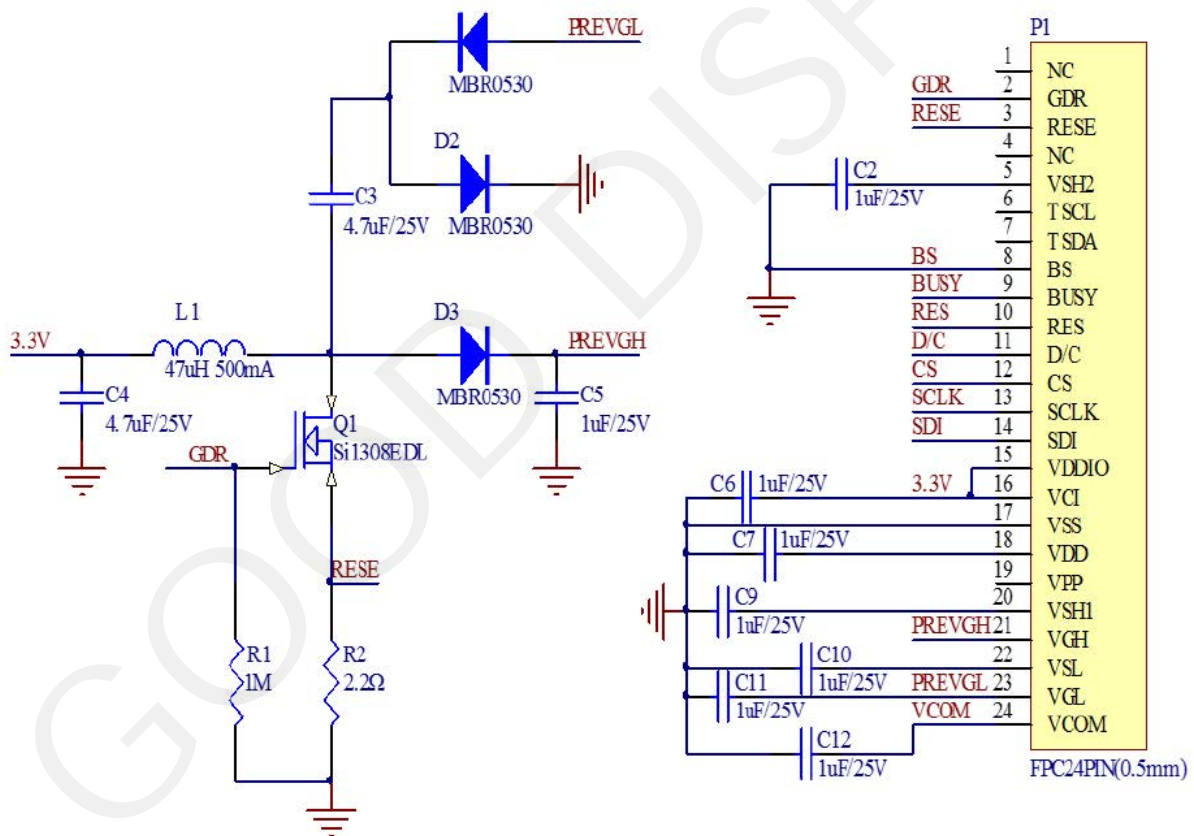 PREVGL
MBR0530
D2
MBR0530
C3
4.7uF/25V
L1
3.3V
47uH 500mA
D3
PREVGH
MBR0530
C4
4.7uF/25V
C5
1uF/25V
Q1
Si1308EDL
GDR
RESE
R1
1M
R2
2.2Ω
P1
1 NC
GDR 2 GDR
RESE 3 RESE
4 NC
C2
1uF/25V
5 VSH2
6 TSCL
7 TSDA
BS 8 BS
BUSY 9 BUSY
RES 10 RES
D/C 11 D/C
CS 12 CS
SCLK 13 SCLK
SDI 14 SDI
15 VDDIO
C6 1uF/25V 3.3V 16 VCI
17 VSS
C7 1uF/25V 18 VDD
19 VPP
C9
1uF/25V
20 VSH1
PREVGH 21 VGH
C10
1uF/25V
22 VSL
C11
1uF/25V
PREVGL 23 VGL
VCOM 24 VCOM
C12
1uF/25V
FPC24PIN(0.5mm)
GOOD DISP